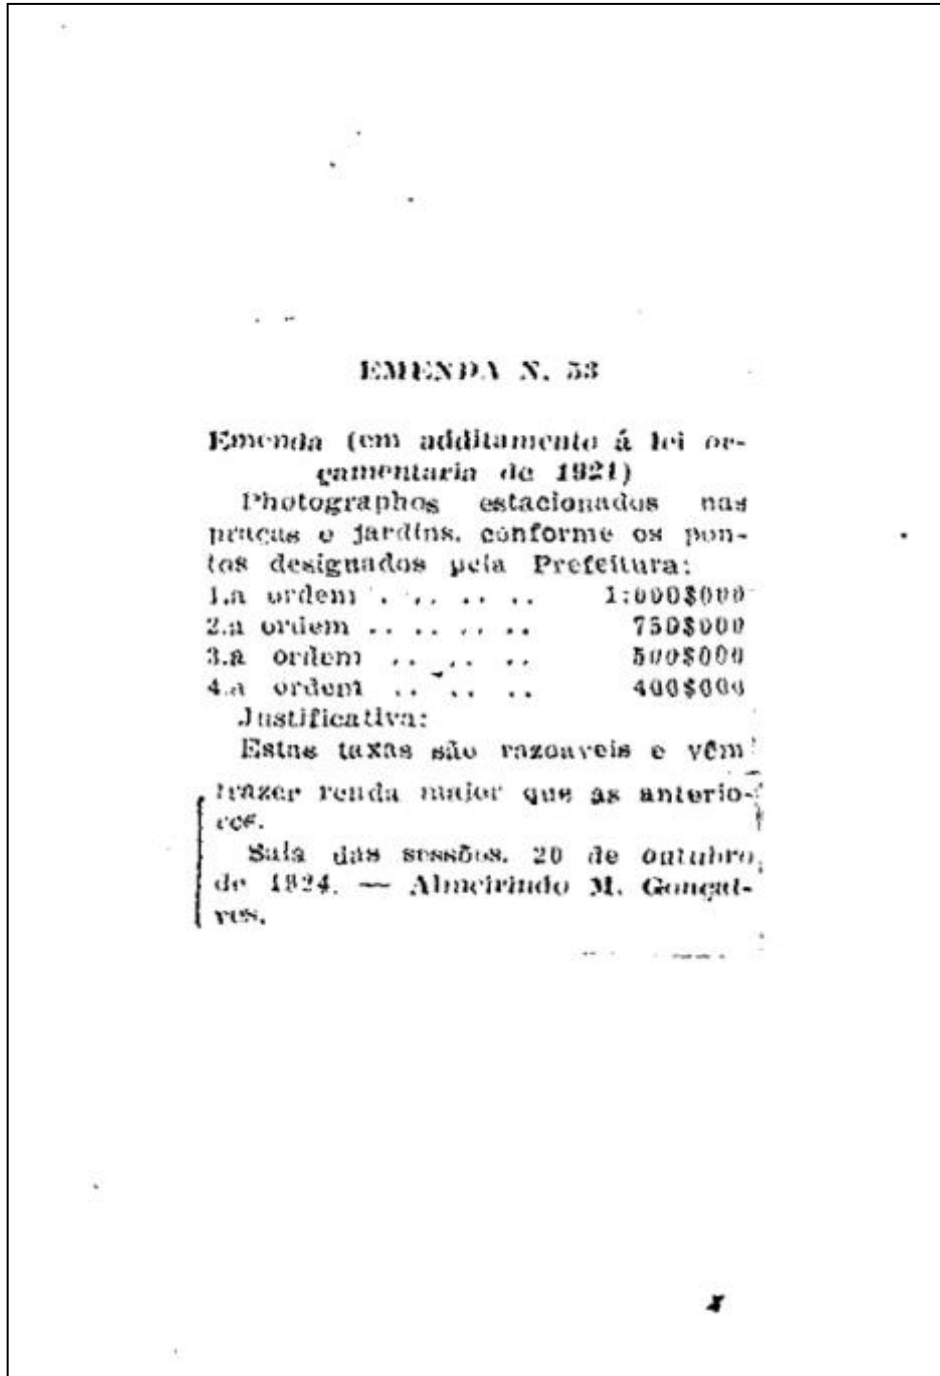 EMENDA N. 53
Emenda (em additamento á lei or-
çamentaria de 1921)
Photographos estacionados nas
praças e jardins, conforme os pon-
tos designados pela Prefeitura:
1.a ordem . .. .. .. 1:000$000
2.a ordem .. .. .. .. 750$000
3.a ordem .. .. .. 500$000
4.a ordem .. .. .. 400$000
Justificativa:
Estas taxas são razoaveis e vêm
trazer renda maior que as anterio-
res.
Sala das sessões, 20 de outubro
de 1924. — Almeirindo M. Gonçal-
ves.